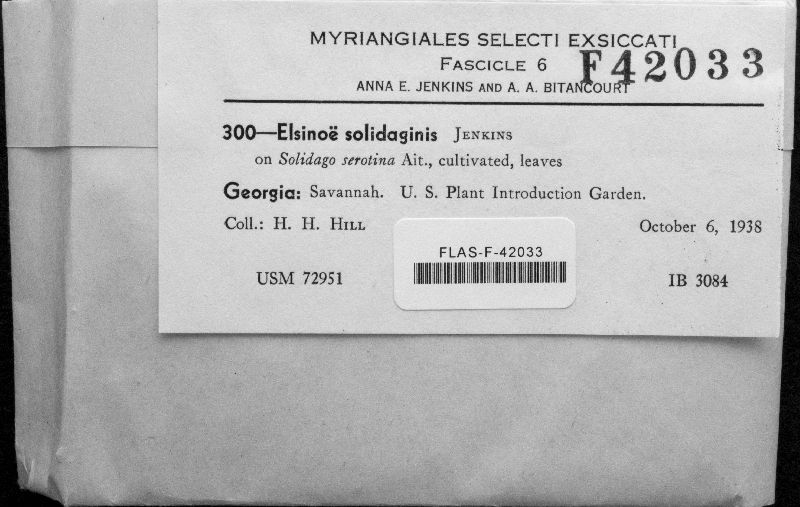 MYRIANGIALES SELECTI EXSICCATI
FASCICLE 6
F42033
ANNA E. JENKINS AND A. A. BITANCOURT
300—Elsinoë solidaginis JENKINS
on Solidago serotina Ait., cultivated, leaves
Georgia: Savannah. U. S. Plant Introduction Garden.
Coll.: H. H. HILL October 6, 1938
FLAS-F-42033
USM 72951 IB 3084